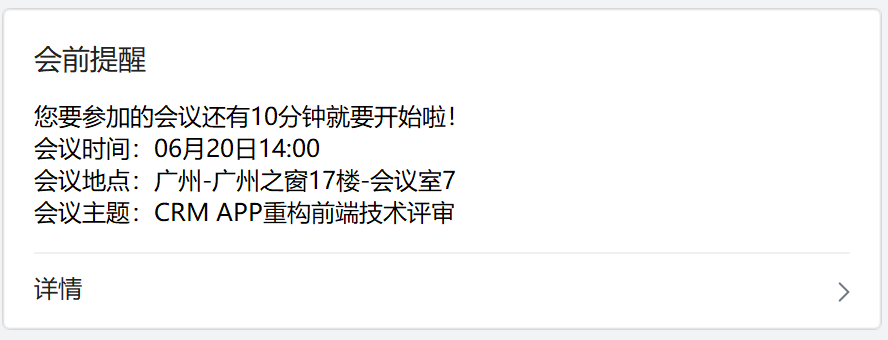 会前提醒
您要参加的会议还有10分钟就要开始啦！
会议时间：06月20日14:00
会议地点：广州-广州之窗17楼-会议室7
会议主题：CRM APP重构前端技术评审
详情